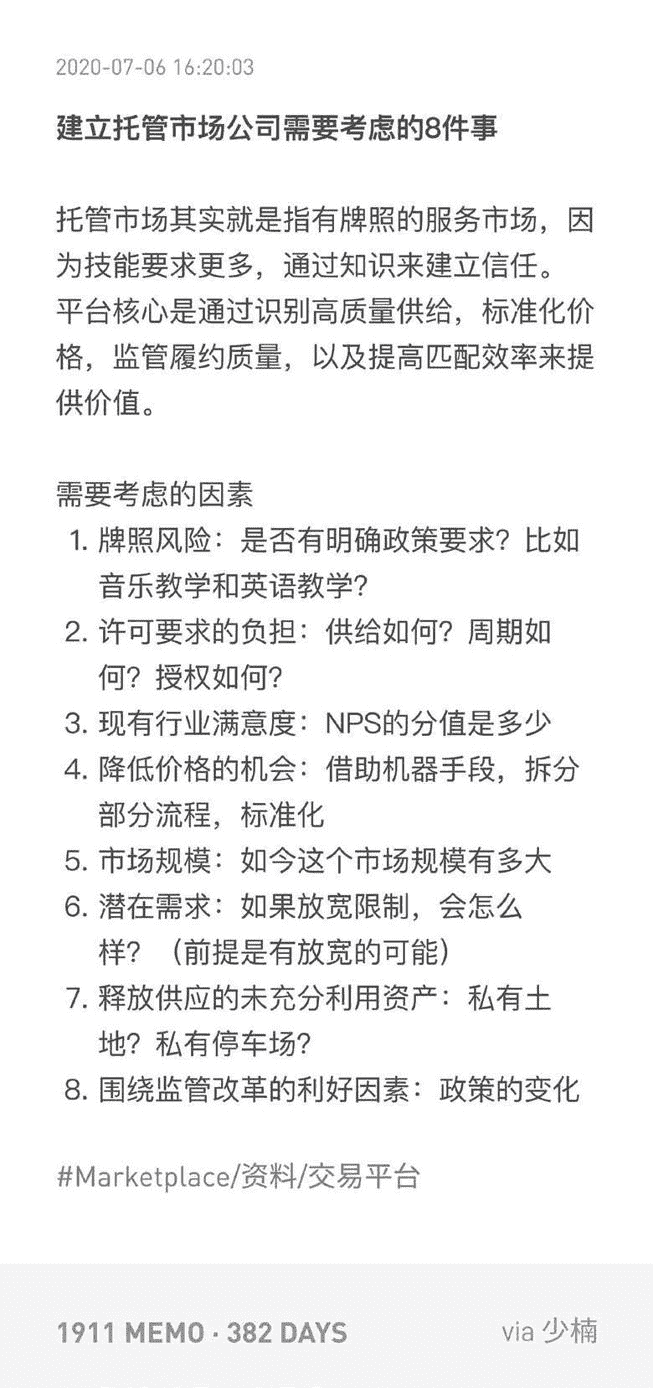 2020-07-06 16:20:03
建立托管市场公司需要考虑的8件事
托管市场其实就是指有牌照的服务市场，因
为技能要求更多，通过知识来建立信任。
平台核心是通过识别高质量供给，标准化价
格，监管履约质量，以及提高匹配效率来提
供价值。
需要考虑的因素
1. 牌照风险：是否有明确政策要求？比如
音乐教学和英语教学？
2. 许可要求的负担：供给如何？周期如
何？授权如何？
3. 现有行业满意度：NPS的分值是多少
4. 降低价格的机会：借助机器手段，拆分
部分流程，标准化
5. 市场规模：如今这个市场规模有多大
6. 潜在需求：如果放宽限制，会怎么
样？（前提是有放宽的可能）
7. 释放供应的未充分利用资产：私有土
地？私有停车场？
8. 围绕监管改革的利好因素：政策的变化
#Marketplace/资料/交易平台
1911 MEMO · 382 DAYS
via 少楠